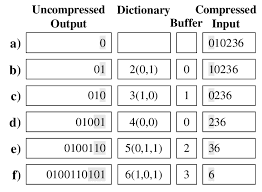 Uncompressed Output Dictionary Buffer Compressed Input
a) 0 010236
b) 01 2(0,1) 0 10236
c) 010 3(1,0) 1 0236
d) 01001 4(0,0) 0 236
e) 0100110 5(0,1,1) 2 36
f) 0100110101 6(1,0,1) 3 6